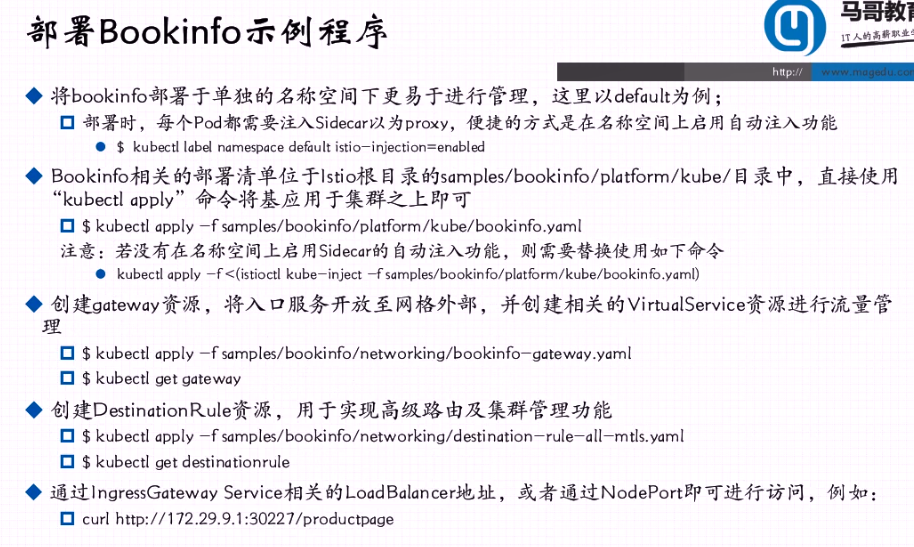 部署Bookinfo示例程序
马哥教育
IT人的高薪职业
http:// www.magedu.com
将bookinfo部署于单独的名称空间下更易于进行管理，这里以default为例；
部署时，每个Pod都需要注入Sidecar以为proxy，便捷的方式是在名称空间上启用自动注入功能
$ kubectl label namespace default istio-injection=enabled
Bookinfo相关的部署清单位于Istio根目录的samples/bookinfo/platform/kube/目录中，直接使用
“kubectl apply”命令将基应用于集群之上即可
$ kubectl apply -f samples/bookinfo/platform/kube/bookinfo.yaml
注意：若没有在名称空间上启用Sidecar的自动注入功能，则需要替换使用如下命令
kubectl apply -f <(istioctl kube-inject -f samples/bookinfo/platform/kube/bookinfo.yaml)
创建gateway资源，将入口服务开放至网格外部，并创建相关的VirtualService资源进行流量管
理
$ kubectl apply -f samples/bookinfo/networking/bookinfo-gateway.yaml
$ kubectl get gateway
创建DestinationRule资源，用于实现高级路由及集群管理功能
$ kubectl apply -f samples/bookinfo/networking/destination-rule-all-mtls.yaml
$ kubectl get destinationrule
通过IngressGateway Service相关的LoadBalancer地址，或者通过NodePort即可进行访问，例如：
curl http://172.29.9.1:30227/productpage